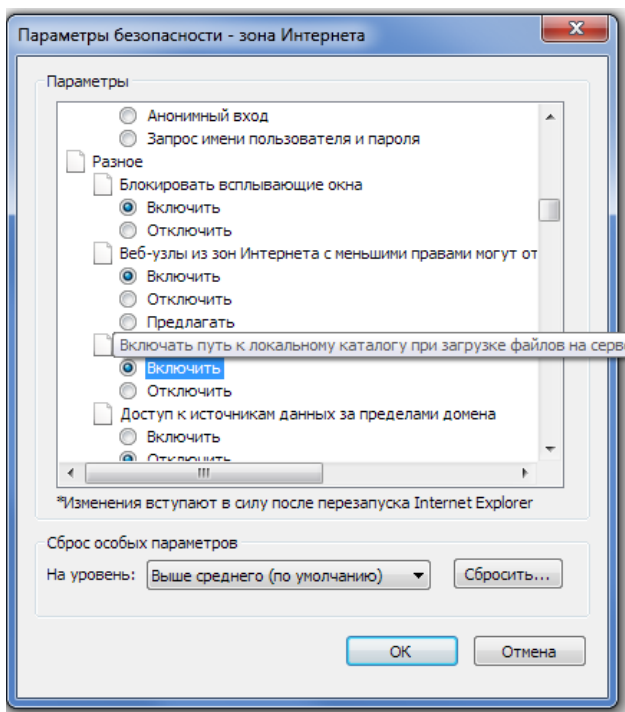 Параметры безопасности - зона Интернета
Параметры
Анонимный вход
Запрос имени пользователя и пароля
Разное
Блокировать всплывающие окна
Включить
Отключить
Веб-узлы из зон Интернета с меньшими правами могут от
Включить
Отключить
Предлагать
Включать путь к локальному каталогу при загрузке файлов на серв
Включить
Отключить
Доступ к источникам данных за пределами домена
Включить
Отключить
*Изменения вступают в силу после перезапуска Internet Explorer
Сброс особых параметров
На уровень: Выше среднего (по умолчанию) Сбросить...
ОК Отмена